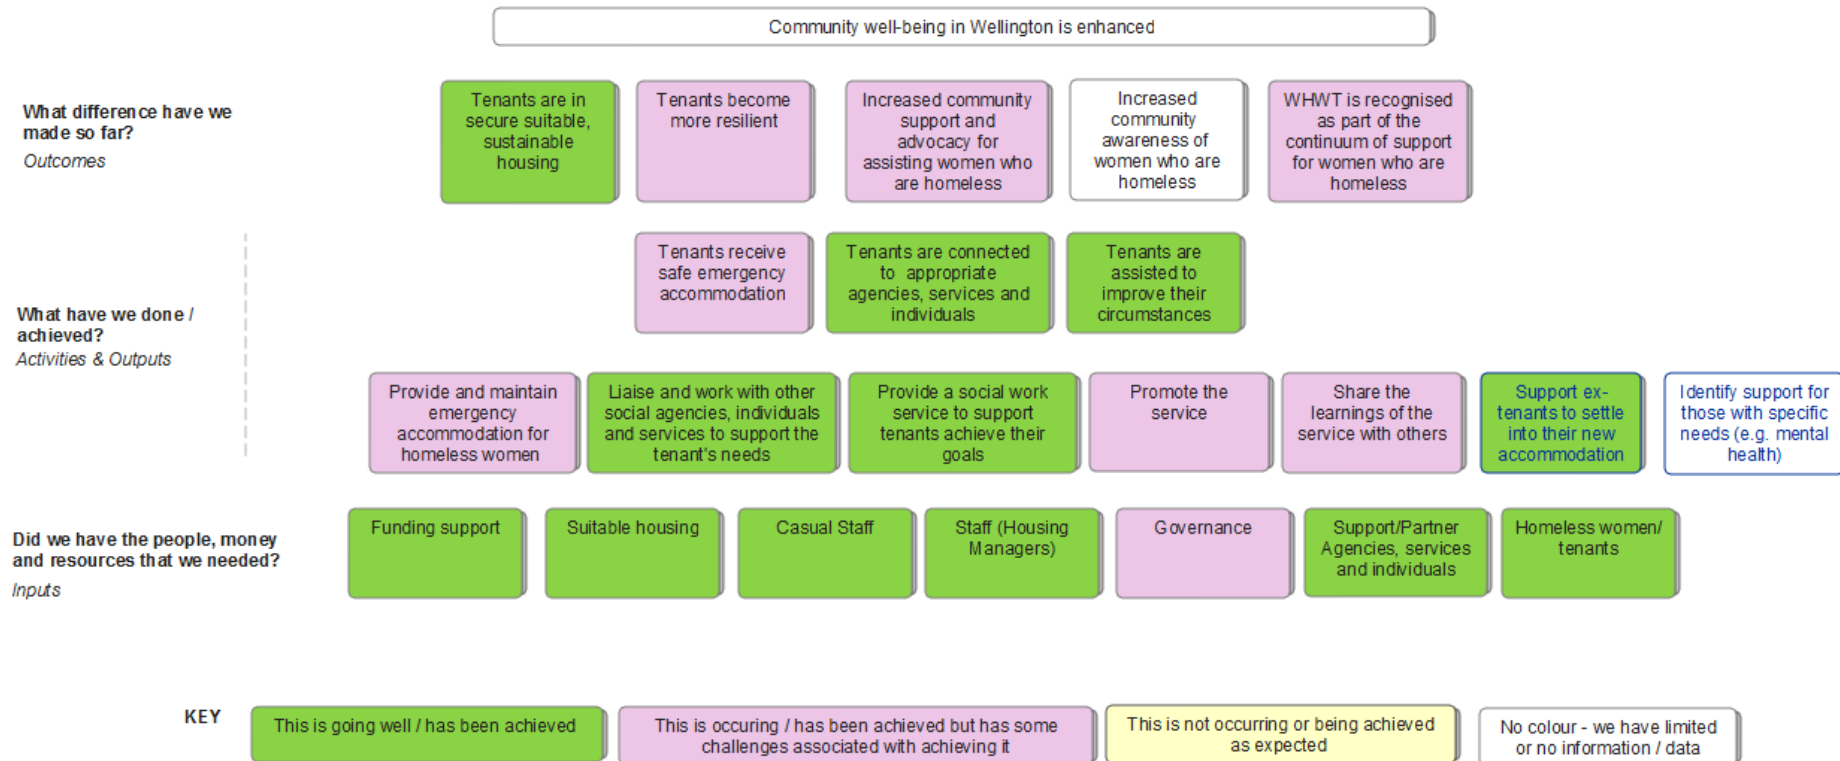 Community well-being in Wellington is enhanced
What difference have we
made so far?
Outcomes
Tenants are in
secure suitable,
sustainable
housing
Tenants become
more resilient
Increased community
support and
advocacy for
assisting women who
are homeless
Increased
community
awareness of
women who are
homeless
WHWT is recognised
as part of the
continuum of support
for women who are
homeless
What have we done /
achieved?
Activities & Outputs
Tenants receive
safe emergency
accommodation
Tenants are connected
to appropriate
agencies, services and
individuals
Tenants are
assisted to
improve their
circumstances
Provide and maintain
emergency
accommodation for
homeless women
Liaise and work with other
social agencies, individuals
and services to support the
tenant's needs
Provide a social work
service to support
tenants achieve their
goals
Promote the
service
Share the
learnings of the
service with others
Support ex-
tenants to settle
into their new
accommodation
Identify support for
those with specific
needs (e.g. mental
health)
Did we have the people, money
and resources that we needed?
Inputs
Funding support
Suitable housing
Casual Staff
Staff (Housing
Managers)
Governance
Support/Partner
Agencies, services
and individuals
Homeless women/
tenants
KEY
This is going well / has been achieved
This is occuring / has been achieved but has some
challenges associated with achieving it
This is not occurring or being achieved
as expected
No colour - we have limited
or no information / data